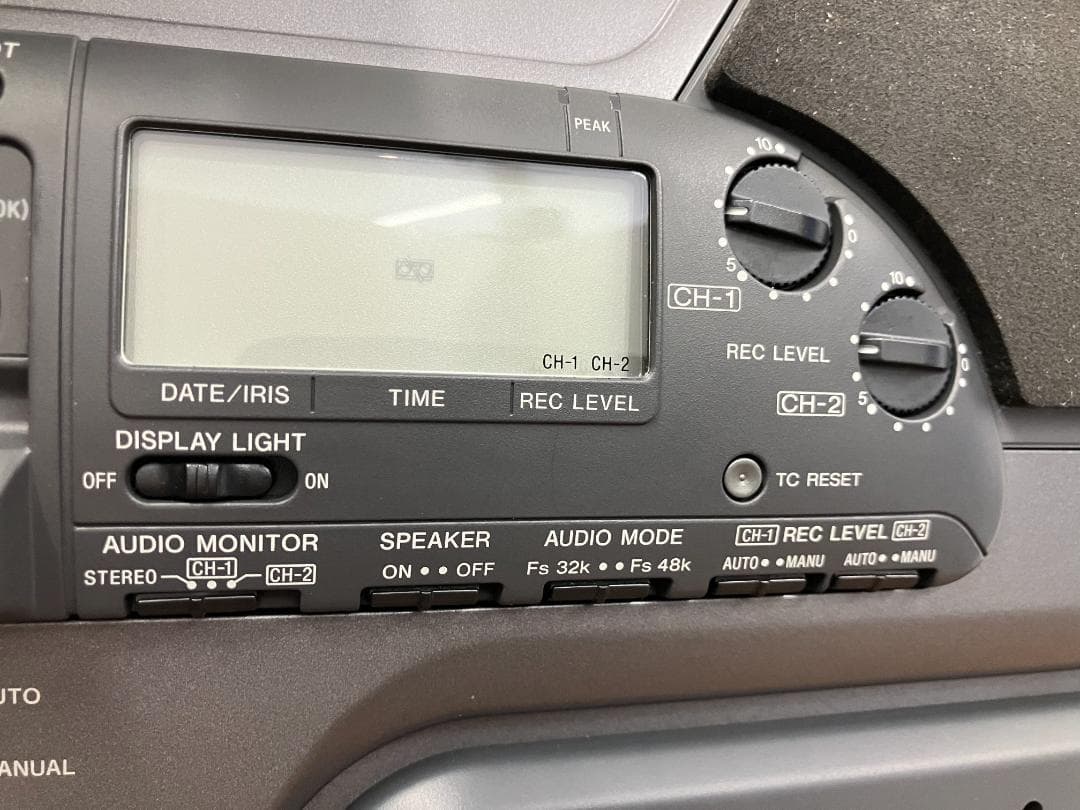 PEAK
10
0
5
CH-1
10
REC LEVEL
0
5
CH-2
CH-1 CH-2
DATE/IRIS TIME REC LEVEL
DISPLAY LIGHT
OFF ON
TC RESET
AUDIO MONITOR
STEREO CH-1 CH-2
SPEAKER
ON OFF
AUDIO MODE
Fs 32k Fs 48k
CH-1 REC LEVEL CH-2
AUTO MANU AUTO MANU